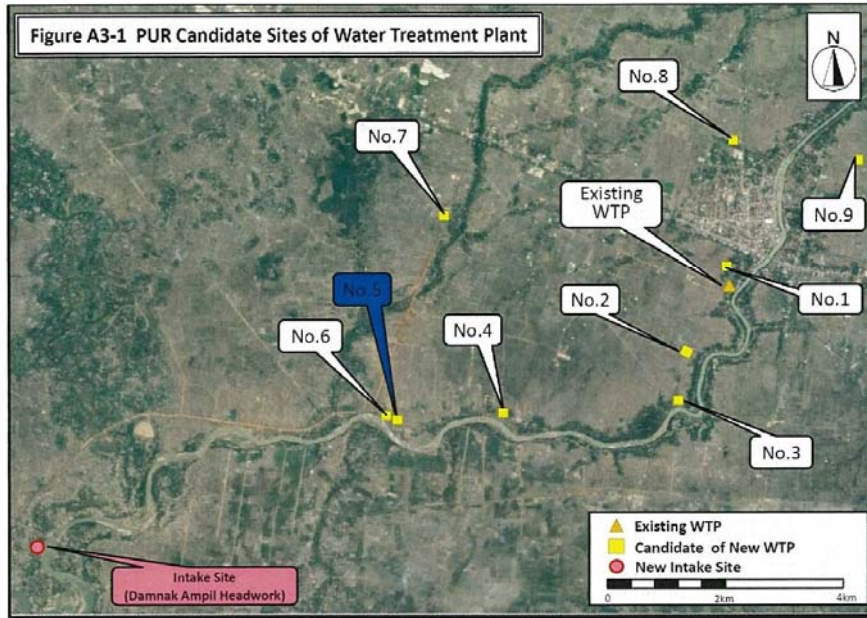 Figure A3-1 PUR Candidate Sites of Water Treatment Plant
N
No.8
No.7
Existing
WTP
No.9
No.5
No.2
No.1
No.6
No.4
No.3
Existing WTP
Candidate of New WTP
New Intake Site
Intake Site
(Damnak Ampil Headwork)
2km
4km